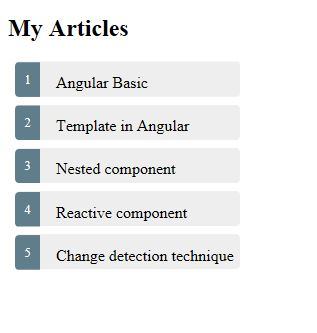 My Articles
1 Angular Basic
2 Template in Angular
3 Nested component
4 Reactive component
5 Change detection technique